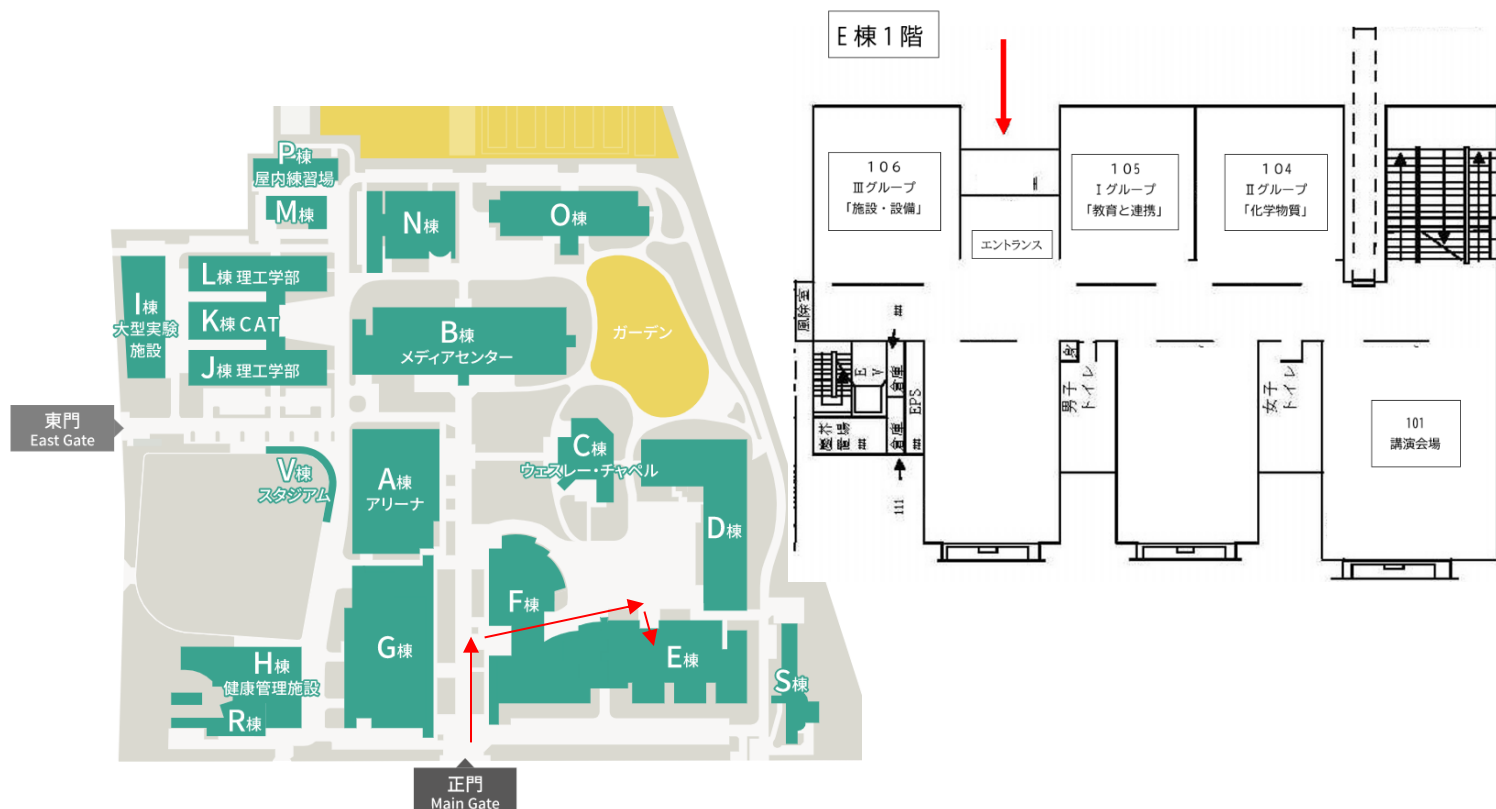 E棟1階
P棟
屋内練習場
M棟
N棟
O棟
L棟 理工学部
I棟
大型実験
施設
K棟 CAT
J棟 理工学部
B棟
メディアセンター
ガーデン
東門
East Gate
V棟
スタジアム
A棟
アリーナ
C棟
ウェスレー・チャペル
D棟
F棟
G棟
E棟
H棟
健康管理施設
R棟
S棟
正門
Main Gate
106
Ⅲグループ
「施設・設備」
エントランス
105
Ⅰグループ
「教育と連携」
104
Ⅱグループ
「化学物質」
風除室
EV
倉庫
倉庫
EPS
男子
トイレ
女子
トイレ
101
講演会場
111